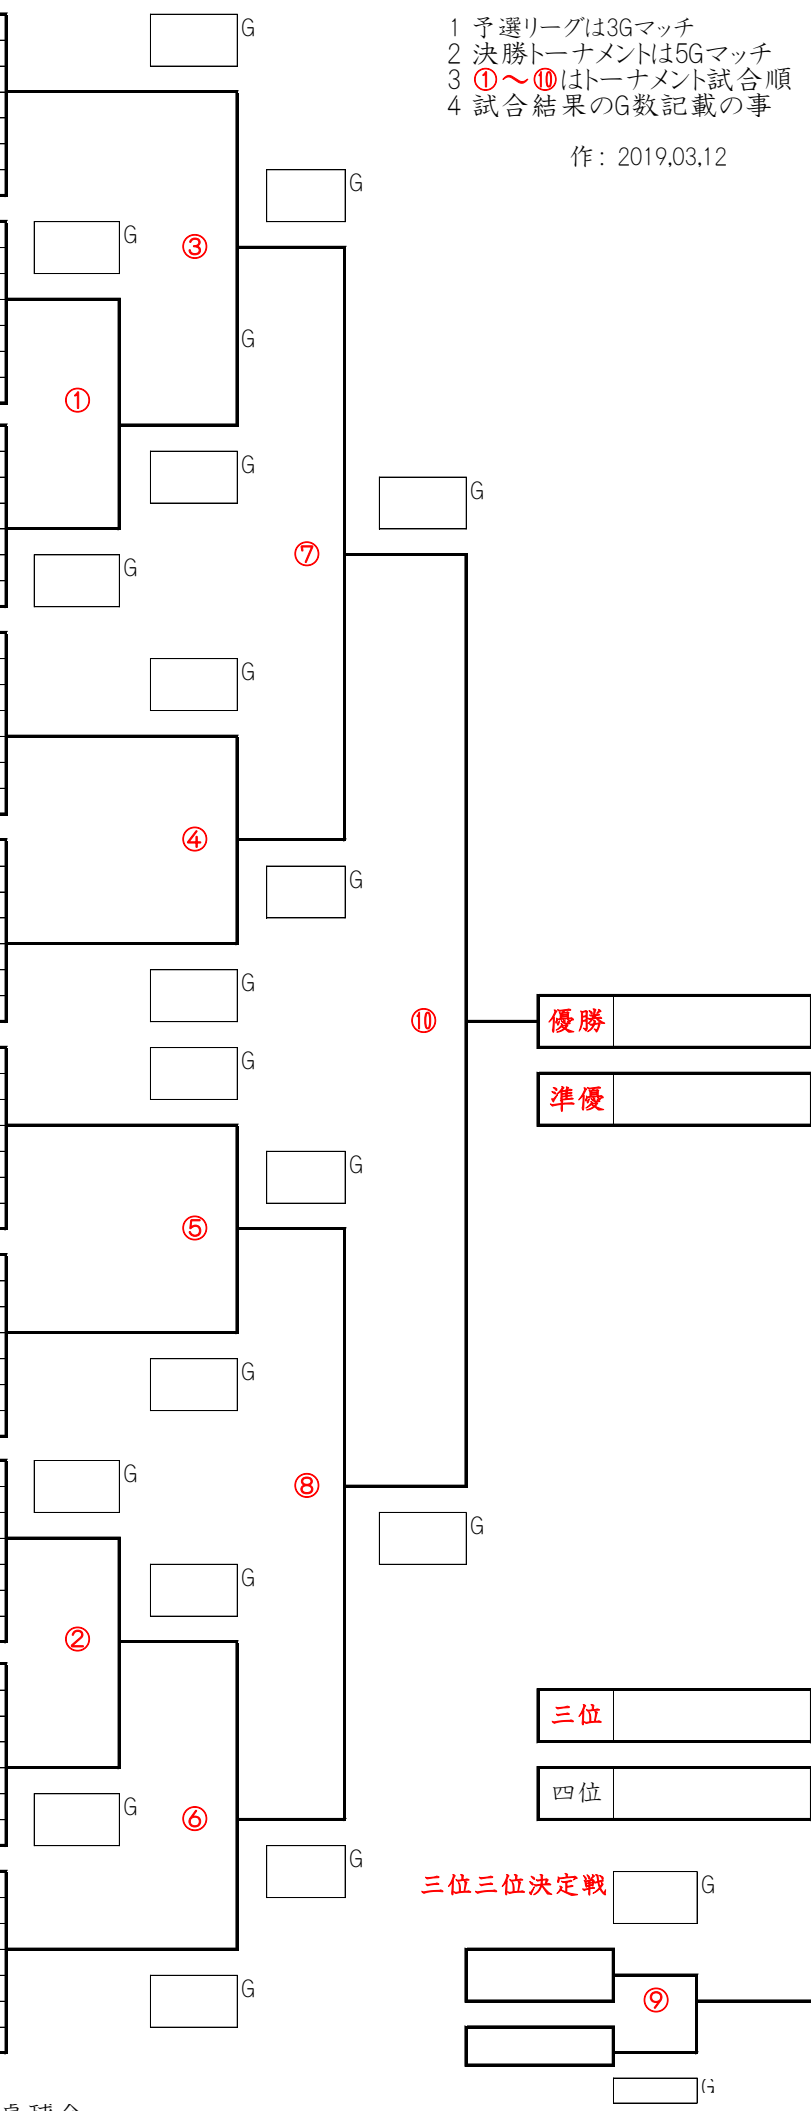 1 予選リーグは3Gマッチ
2 決勝トーナメントは5Gマッチ
3 ①～⑩はトーナメント試合順
4 試合結果のG数記載の事
作: 2019,03,12
G
G
G
③
G
①
G
G
⑦
G
G
④
G
G
⑩
優勝
G
準優
G
⑤
G
G
⑧
G
G
②
三位
四位
G
⑥
G
三位三位決定戦
G
G
⑨
G